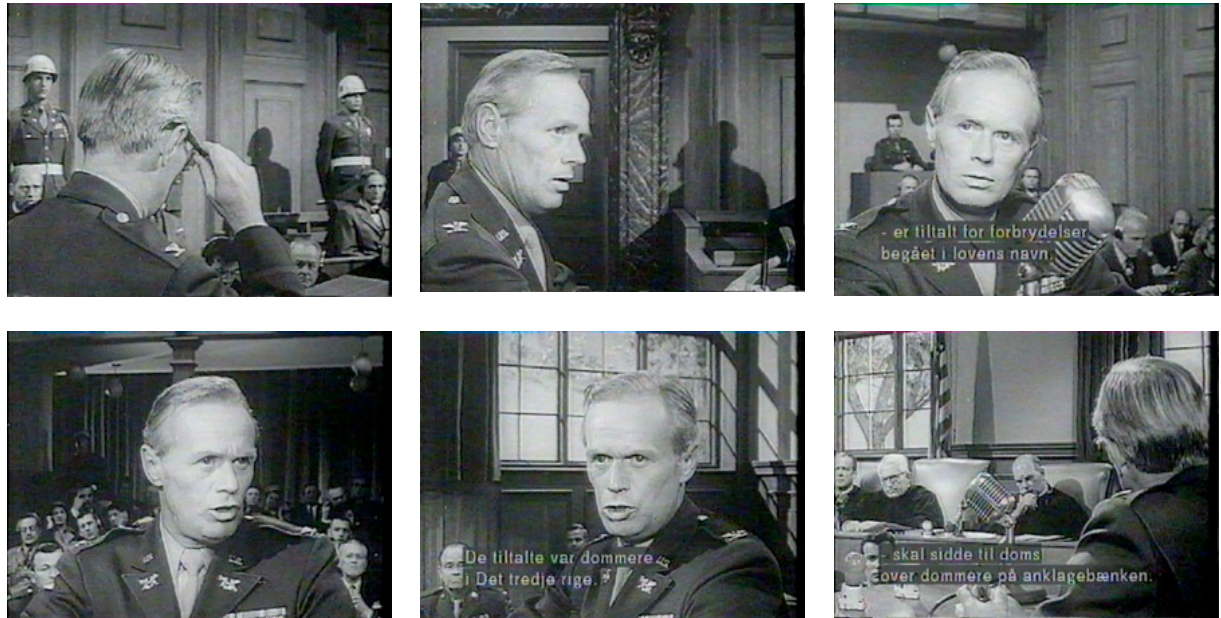 - er tiltalt for forbrydelser
begået i lovens navn.
De tiltalte var dommere
i Det tredje rige.
- skal sidde til doms
over dommere på anklagebænken.